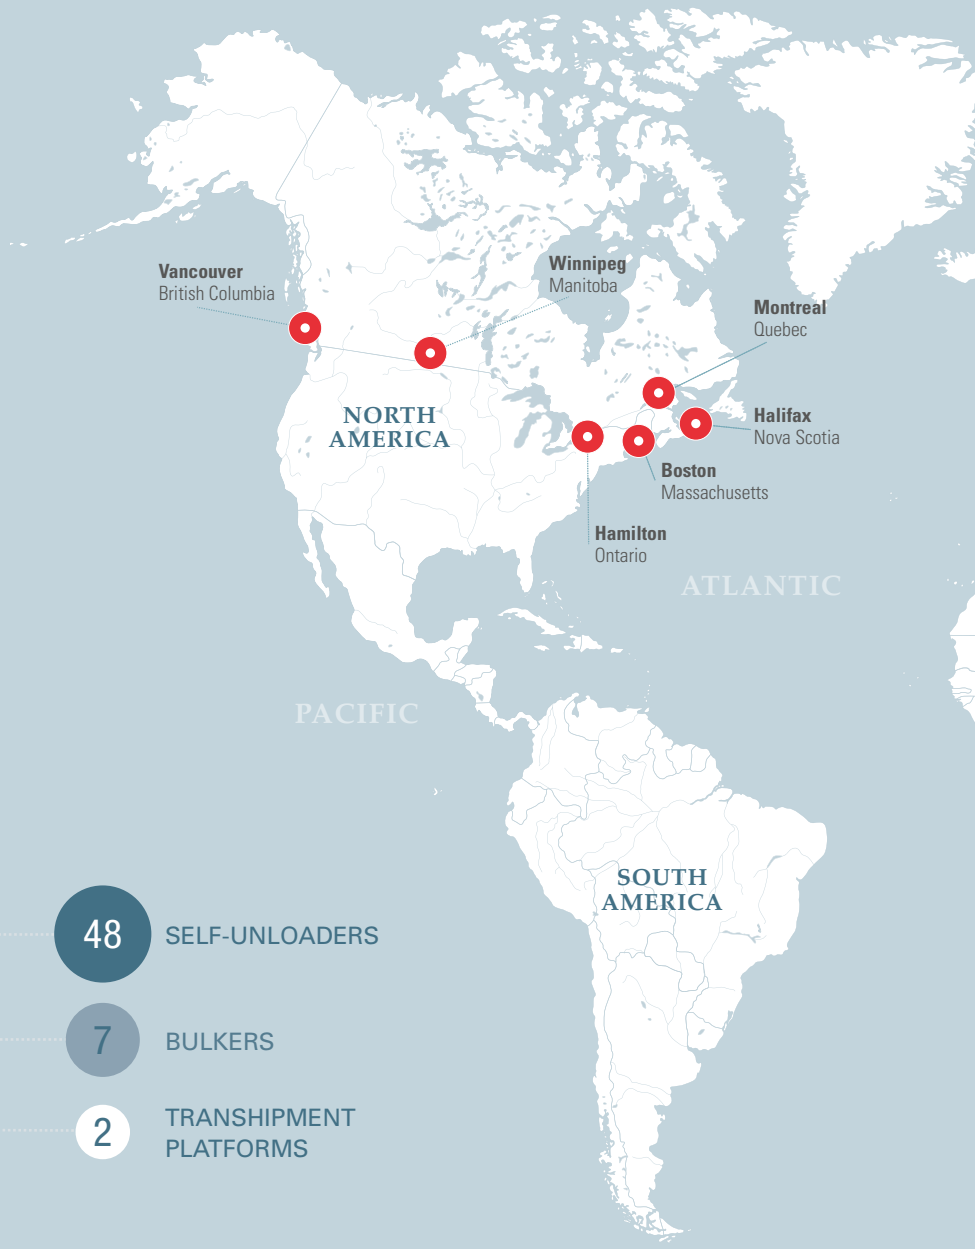 Vancouver
British Columbia
Winnipeg
Manitoba
Montreal
Quebec
NORTH
AMERICA
Halifax
Nova Scotia
Boston
Massachusetts
Hamilton
Ontario
ATLANTIC
PACIFIC
SOUTH
AMERICA
48 SELF-UNLOADERS
7 BULKERS
2 TRANSHIPMENT
PLATFORMS